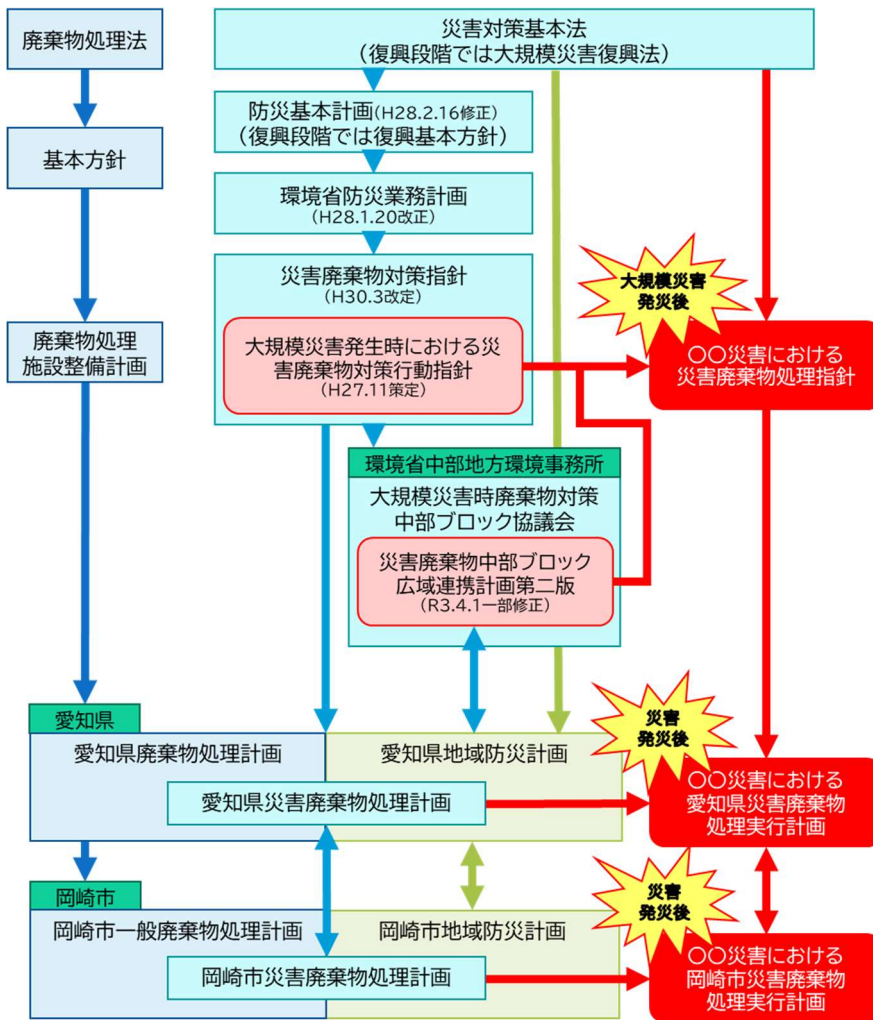 廃棄物処理法
基本方針
廃棄物処理
施設整備計画
災害対策基本法
（復興段階では大規模災害復興法）
防災基本計画(H28.2.16修正)
（復興段階では復興基本方針）
環境省防災業務計画
(H28.1.20改正)
災害廃棄物対策指針
(H30.3改定)
大規模災害発生時における災
害廃棄物対策行動指針
(H27.11策定)
大規模災害
発災後
〇〇災害における
災害廃棄物処理指針
環境省中部地方環境事務所
大規模災害時廃棄物対策
中部ブロック協議会
災害廃棄物中部ブロック
広域連携計画第二版
(R3.4.1一部修正)
愛知県
愛知県廃棄物処理計画
愛知県地域防災計画
愛知県災害廃棄物処理計画
災害
発災後
〇〇災害における
愛知県災害廃棄物
処理実行計画
岡崎市
岡崎市一般廃棄物処理計画
岡崎市地域防災計画
岡崎市災害廃棄物処理計画
災害
発災後
〇〇災害における
岡崎市災害廃棄物
処理実行計画